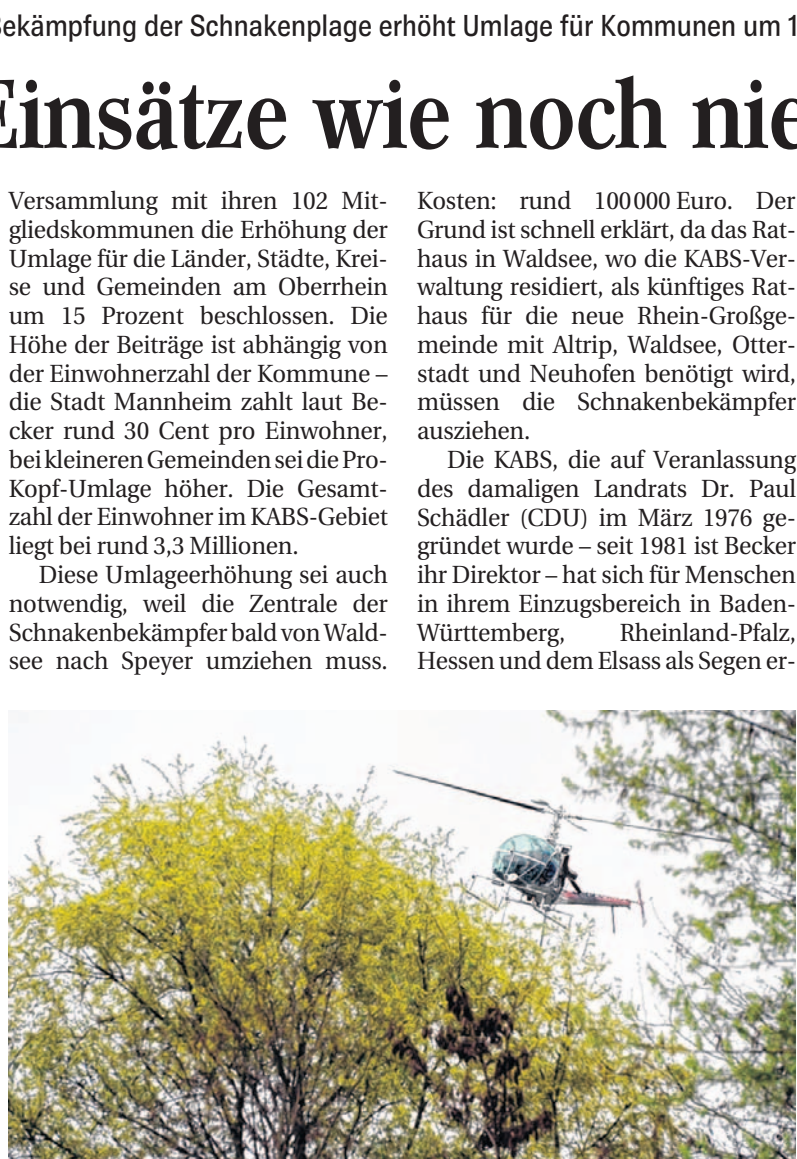 Bekämpfung der Schnakenplage erhöht Umlage für Kommunen um 1
Einsätze wie noch nie
Versammlung mit ihren 102 Mit-
gliedskommunen die Erhöhung der
Umlage für die Länder, Städte, Krei-
se und Gemeinden am Oberrhein
um 15 Prozent beschlossen. Die
Höhe der Beiträge ist abhängig von
der Einwohnerzahl der Kommune –
die Stadt Mannheim zahlt laut Be-
cker rund 30 Cent pro Einwohner,
bei kleineren Gemeinden sei die Pro-
Kopf-Umlage höher. Die Gesamt-
zahl der Einwohner im KABS-Gebiet
liegt bei rund 3,3 Millionen.
Diese Umlageerhöhung sei auch
notwendig, weil die Zentrale der
Schnakenbekämpfer bald von Wald-
see nach Speyer umziehen muss.
Kosten: rund 100 000 Euro. Der
Grund ist schnell erklärt, da das Rat-
haus in Waldsee, wo die KABS-Ver-
waltung residiert, als künftiges Rat-
haus für die neue Rhein-Großge-
meinde mit Altrip, Waldsee, Otter-
stadt und Neuhofen benötigt wird,
müssen die Schnakenbekämpfer
ausziehen.
Die KABS, die auf Veranlassung
des damaligen Landrats Dr. Paul
Schädler (CDU) im März 1976 ge-
gründet wurde – seit 1981 ist Becker
ihr Direktor – hat sich für Menschen
in ihrem Einzugsbereich in Baden-
Württemberg, Rheinland-Pfalz,
Hessen und dem Elsass als Segen er-